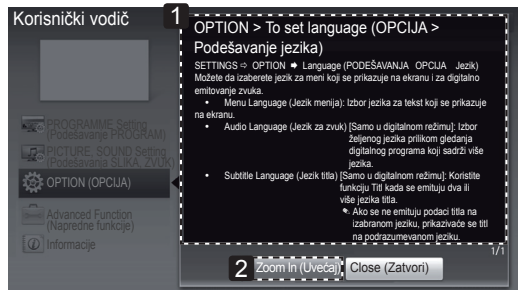 Korisnički vodič
1
OPTION > To set language (OPCIJA >
Podešavanje jezika)
SETTINGS ⇨ OPTION ➧ Language (PODEŠAVANJA OPCIJA Jezik)
Možete da izaberete jezik za meni koji se prikazuje na ekranu i za digitalno
emitovanje zvuka.
• Menu Language (Jezik menija): Izbor jezika za tekst koji se prikazuje
na ekranu.
• Audio Language (Jezik za zvuk) [Samo u digitalnom režimu]: Izbor
željenog jezika prilikom gledanja
digitalnog programa koji sadrži više
jezika.
• Subtitle Language (Jezik titla) [Samo u digitalnom režimu]: Koristite
funkciju Titl kada se emituju dva ili
više jezika titla.
Ako se ne emituju podaci titla na
izabranom jeziku, prikazivaće se titl
na podrazumevanom jeziku.
PROGRAMME Setting
(Podešavanje PROGRAM)
PICTURE, SOUND Setting
(Podešavanja SLIKA, ZVUK)
OPTION (OPCIJA)
Advanced Function
(Napredne funkcije)
Informacije
1/1
2
Zoom In (Uvećaj)
Close (Zatvori)